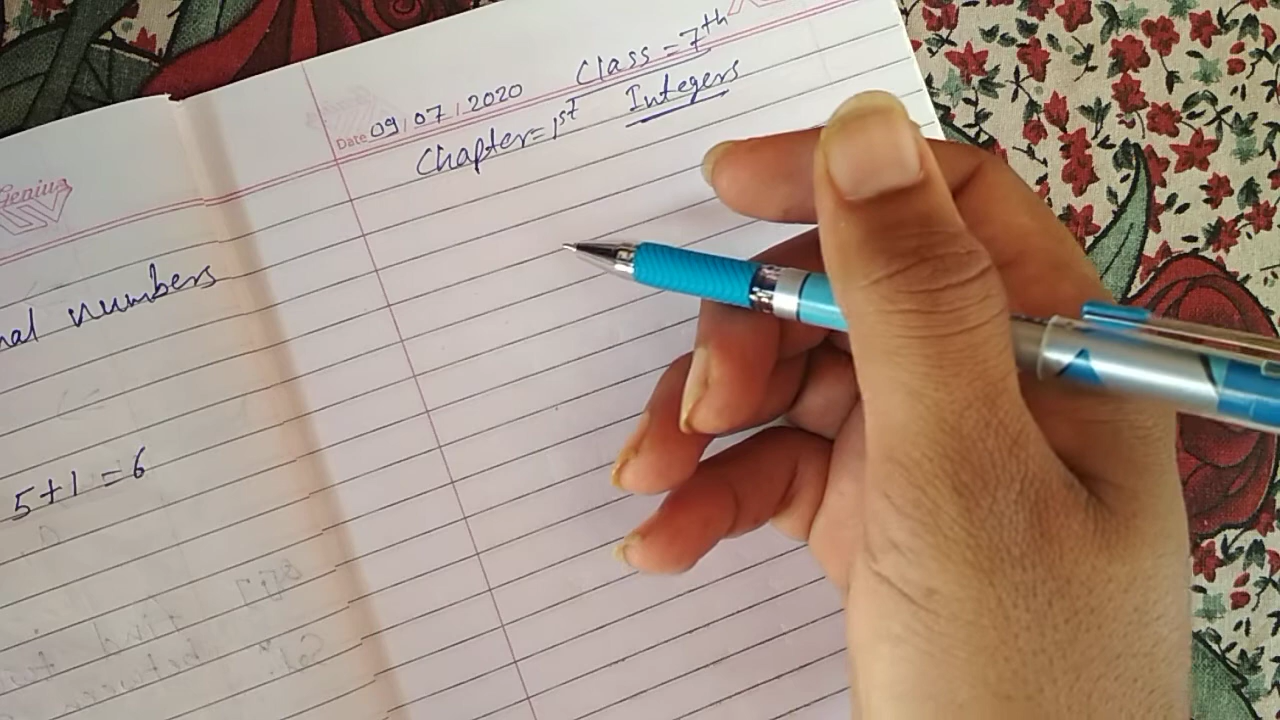 Genius
nal numbers
5+1=6
Class = 7th
Date 09/07/2020
Chapter=1st Integers